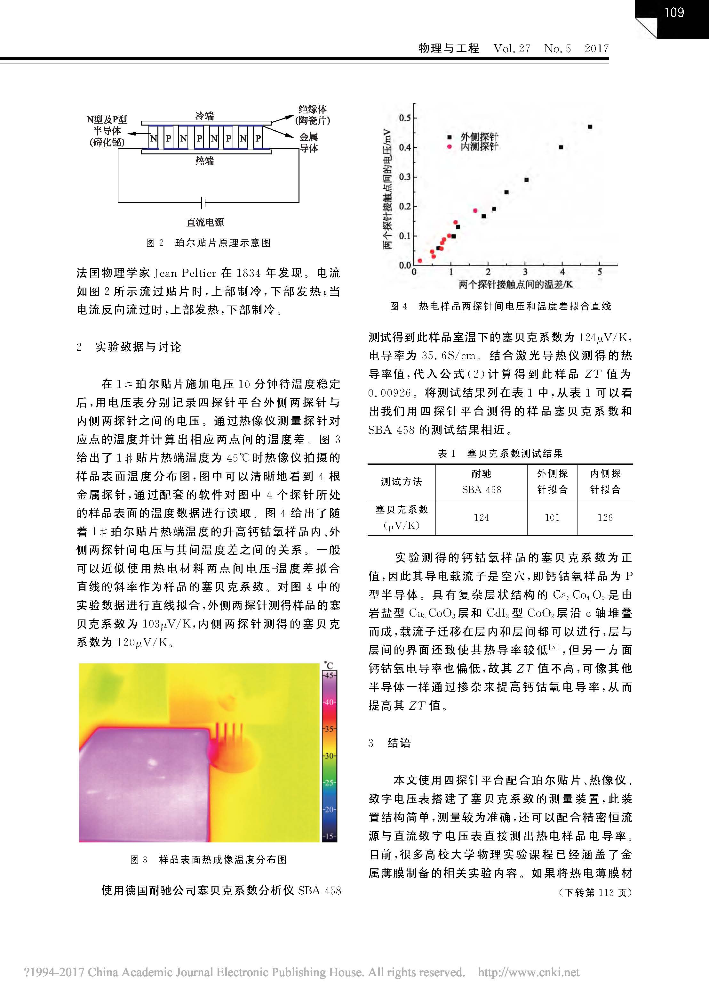 109
物理与工程 Vol. 27 No. 5 2017
N型及P型
半导体
(碲化铋)
冷端
绝缘体
(陶瓷片)
金属
导体
N P N P N P N P
热端
直流电源
图 2 珀尔贴片原理示意图
法国物理学家 Jean Peltier 在 1834 年发现。电流
如图 2 所示流过贴片时,上部制冷,下部发热;当
电流反向流过时,上部发热,下部制冷。
2 实验数据与讨论
在 1#珀尔贴片施加电压 10 分钟待温度稳定
后,用电压表分别记录四探针平台外侧两探针与
内侧两探针之间的电压。通过热像仪测量探针对
应点的温度并计算出相应两点间的温度差。图 3
给出了 1#贴片热端温度为 45℃时热像仪拍摄的
样品表面温度分布图,图中可以清晰地看到 4 根
金属探针,通过配套的软件对图中 4 个探针所处
的样品表面的温度数据进行读取。图 4 给出了随
着 1#珀尔贴片热端温度的升高钙钴氧样品内、外
侧两探针间电压与其间温度差之间的关系。一般
可以近似使用热电材料两点间电压-温度差拟合
直线的斜率作为样品的塞贝克系数。对图 4 中的
实验数据进行直线拟合,外侧两探针测得样品的塞
贝克系数为 103μV/K,内侧两探针测得的塞贝克
系数为 120μV/K。
°C
45
40
35
30
25
20
15
图 3 样品表面热成像温度分布图
使用德国耐驰公司塞贝克系数分析仪 SBA 458
两个探针接触点间的电压/mV
0.5
0.4
0.3
0.2
0.1
0.0
外侧探针
内测探针
0 1 2 3 4 5
两个探针接触点间的温差/K
图 4 热电样品两探针间电压和温度差拟合直线
测试得到此样品室温下的塞贝克系数为 124μV/K,
电导率为 35. 6S/cm。结合激光导热仪测得的热
导率值,代入公式(2)计算得到此样品 ZT 值为
0.00926。将测试结果列在表 1 中,从表 1 可以看
出我们用四探针平台测得的样品塞贝克系数和
SBA 458 的测试结果相近。
表 1 塞贝克系数测试结果
测试方法 耐驰 SBA 458 外侧探针拟合 内侧探针拟合
塞贝克系数(μV/K) 124 101 126
实验测得的钙钴氧样品的塞贝克系数为正
值,因此其导电载流子是空穴,即钙钴氧样品为 P
型半导体。具有复杂层状结构的 Ca₃Co₄O₉是由
岩盐型 Ca₂CoO₃层和 CdI₂型 CoO₂层沿 c 轴堆叠
而成,载流子迁移在层内和层间都可以进行,层与
层间的界面还致使其热导率较低[5],但另一方面
钙钴氧电导率也偏低,故其 ZT 值不高,可像其他
半导体一样通过掺杂来提高钙钴氧电导率,从而
提高其 ZT 值。
3 结语
本文使用四探针平台配合珀尔贴片、热像仪、
数字电压表搭建了塞贝克系数的测量装置,此装
置结构简单,测量较为准确,还可以配合精密恒流
源与直流数字电压表直接测出热电样品电导率。
目前,很多高校大学物理实验课程已经涵盖了金
属薄膜制备的相关实验内容。如果将热电薄膜材
(下转第 113 页)
?1994-2017 China Academic Journal Electronic Publishing House. All rights reserved. http://www.cnki.net